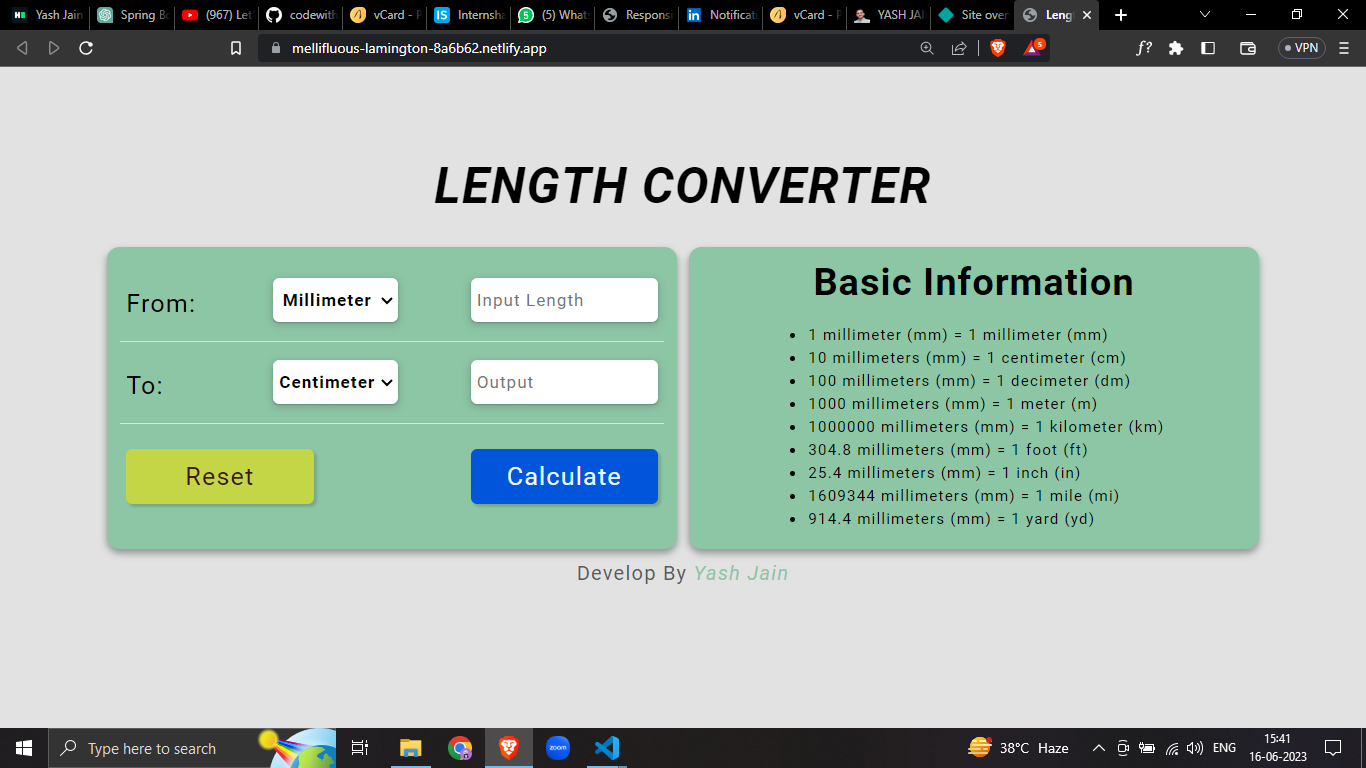 Yash Jain
Spring Bo
(967) Let
codewith
vCard - P
Internsha
(5) Whats
Responsi
Notificat
vCard - P
YASH JAI
Site over
Leng
mellifluous-lamington-8a6b62.netlify.app
5
VPN
LENGTH CONVERTER
From:
Millimeter
Input Length
To:
Centimeter
Output
Reset
Calculate
Basic Information
1 millimeter (mm) = 1 millimeter (mm)
10 millimeters (mm) = 1 centimeter (cm)
100 millimeters (mm) = 1 decimeter (dm)
1000 millimeters (mm) = 1 meter (m)
1000000 millimeters (mm) = 1 kilometer (km)
304.8 millimeters (mm) = 1 foot (ft)
25.4 millimeters (mm) = 1 inch (in)
1609344 millimeters (mm) = 1 mile (mi)
914.4 millimeters (mm) = 1 yard (yd)
Develop By Yash Jain
Type here to search
zoom
38°C Haze
ENG
15:41
16-06-2023